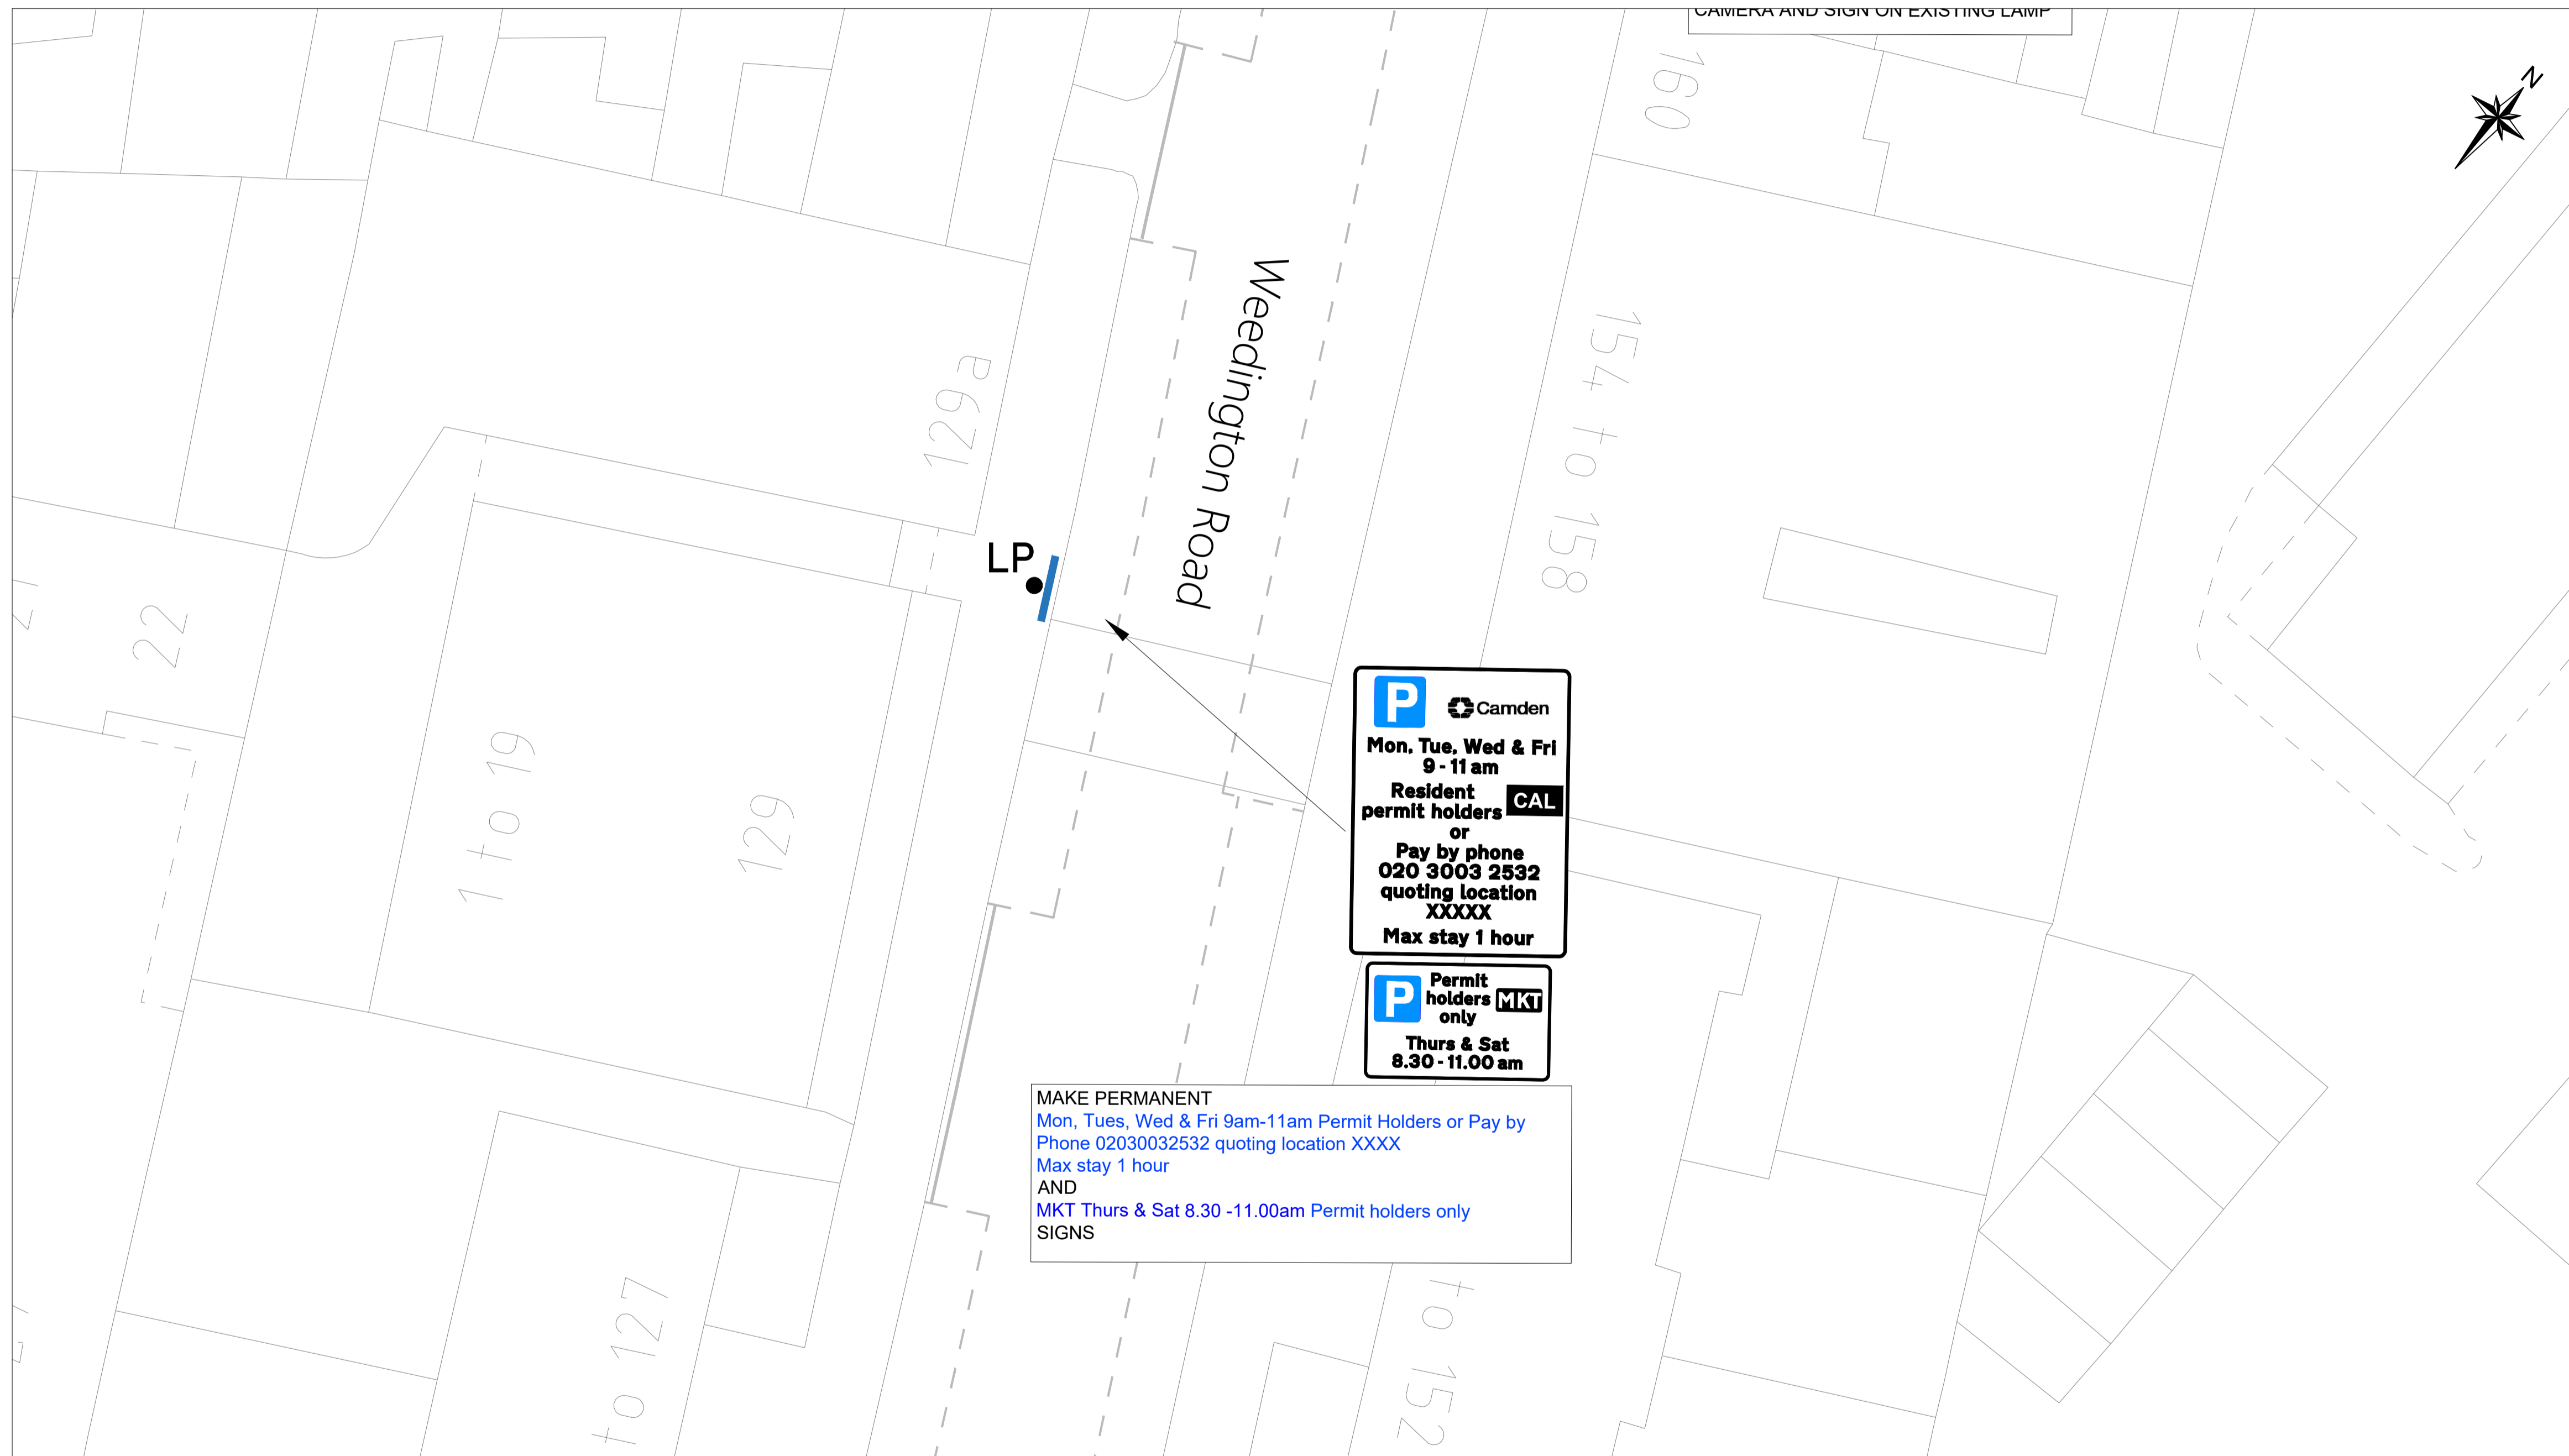 CAMERA AND SIGN ON EXISTING LAMP
N
160
Weedington Road
154 to 158
129a
LP
22
1 to 19
129
P Camden
Mon, Tue, Wed & Fri
9 - 11 am
Resident
permit holders CAL
or
Pay by phone
020 3003 2532
quoting location
XXXXX
Max stay 1 hour
P Permit
holders MKT
only
Thurs & Sat
8.30 - 11.00 am
MAKE PERMANENT
Mon, Tues, Wed & Fri 9am-11am Permit Holders or Pay by
Phone 02030032532 quoting location XXXX
Max stay 1 hour
AND
MKT Thurs & Sat 8.30 -11.00am Permit holders only
SIGNS
to 127
to 152